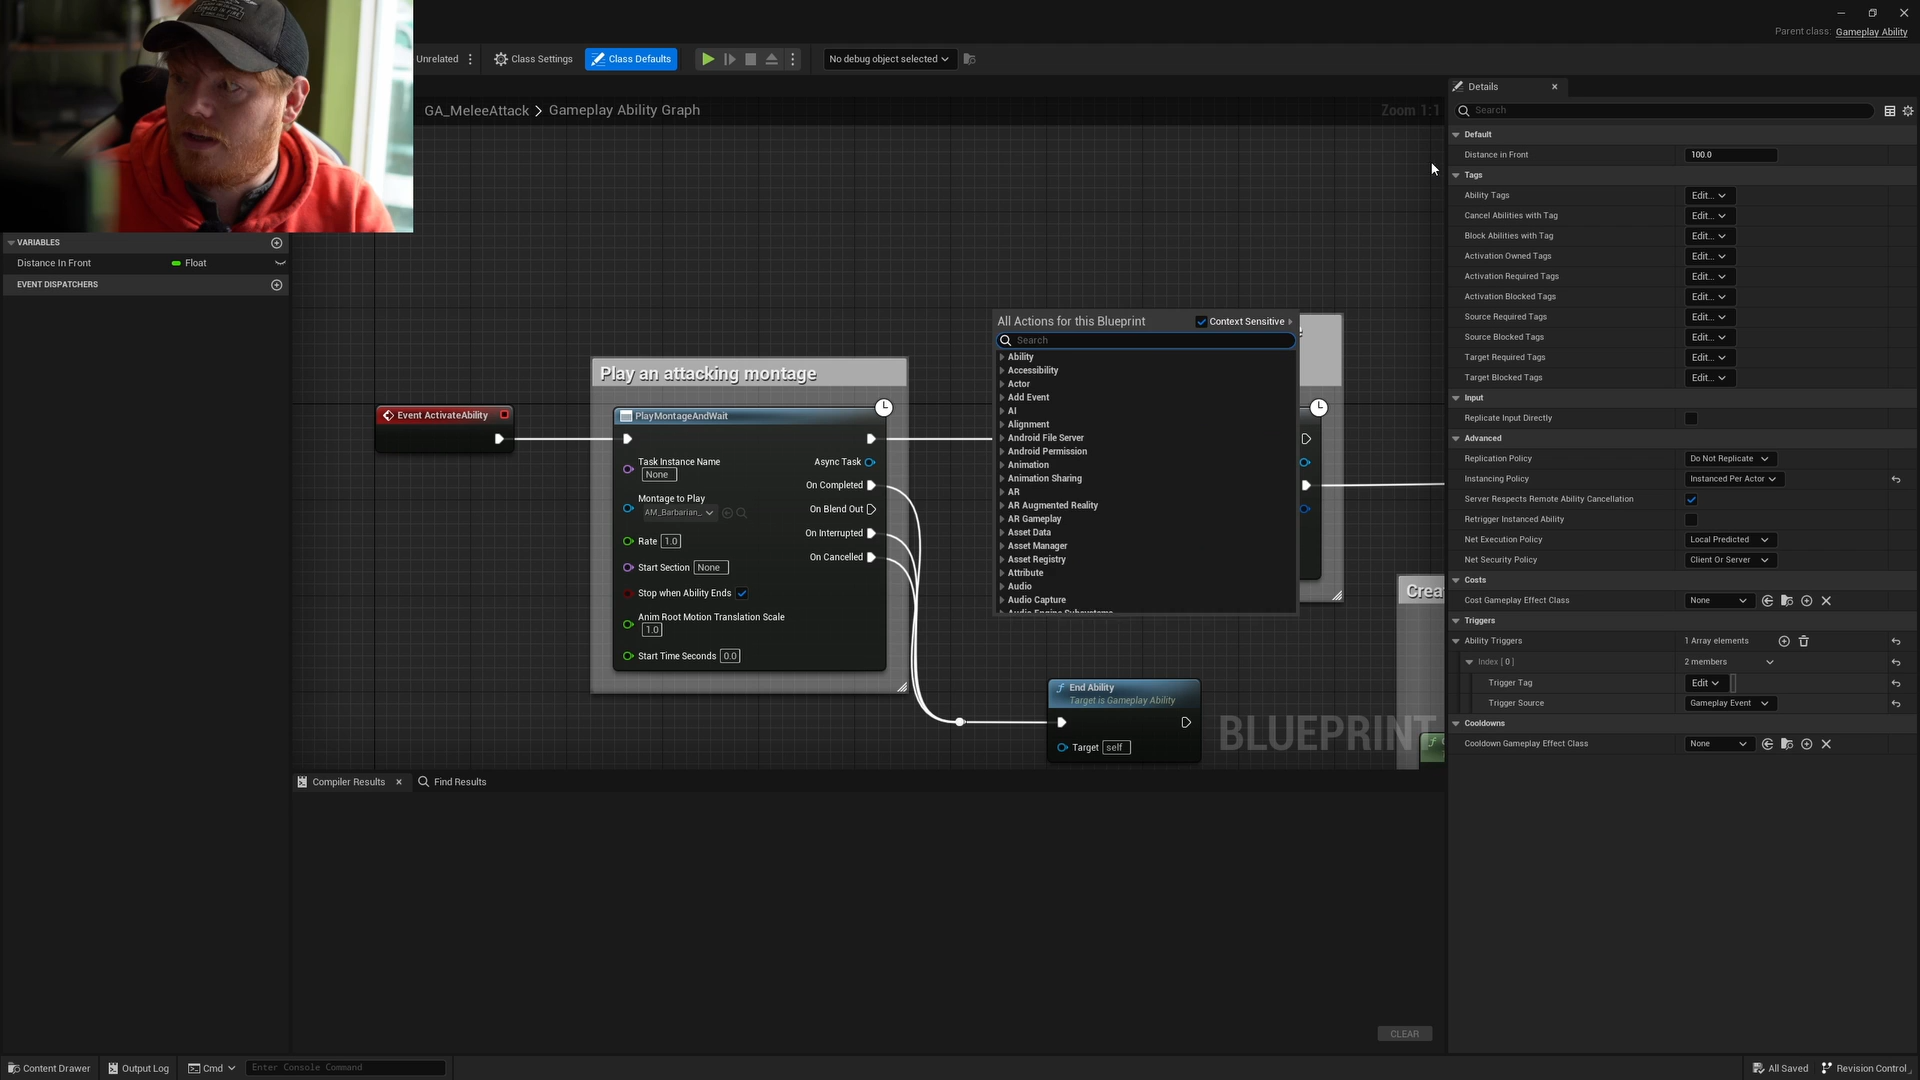 Parent class: Gameplay Ability
Unrelated
Class Settings
Class Defaults
No debug object selected
GA_MeleeAttack > Gameplay Ability Graph
Zoom 1:1
VARIABLES
Distance In Front
Float
EVENT DISPATCHERS
Event ActivateAbility
Play an attacking montage
PlayMontageAndWait
Async Task
Task Instance Name
None
On Completed
Montage to Play
AM_Barbarian_
On Blend Out
On Interrupted
Rate 1.0
On Cancelled
Start Section None
Stop when Ability Ends
Anim Root Motion Translation Scale
1.0
Start Time Seconds 0.0
All Actions for this Blueprint
Context Sensitive
Search
Ability
Accessibility
Actor
Add Event
AI
Alignment
Android File Server
Android Permission
Animation
Animation Sharing
AR
AR Augmented Reality
AR Gameplay
Asset Data
Asset Manager
Asset Registry
Attribute
Audio
Audio Capture
Audio Engine Subsystems
Crea
End Ability
Target is Gameplay Ability
Target self
BLUEPRINT
Details
Search
Default
Distance in Front 100.0
Tags
Ability Tags Edit...
Cancel Abilities with Tag Edit...
Block Abilities with Tag Edit...
Activation Owned Tags Edit...
Activation Required Tags Edit...
Activation Blocked Tags Edit...
Source Required Tags Edit...
Source Blocked Tags Edit...
Target Required Tags Edit...
Target Blocked Tags Edit...
Input
Replicate Input Directly
Advanced
Replication Policy Do Not Replicate
Instancing Policy Instanced Per Actor
Server Respects Remote Ability Cancellation
Retrigger Instanced Ability
Net Execution Policy Local Predicted
Net Security Policy Client Or Server
Costs
Cost Gameplay Effect Class None
Triggers
Ability Triggers 1 Array elements
Index [ 0 ] 2 members
Trigger Tag Edit
Trigger Source Gameplay Event
Cooldowns
Cooldown Gameplay Effect Class None
Compiler Results
Find Results
CLEAR
Content Drawer
Output Log
Cmd
Enter Console Command
All Saved
Revision Control